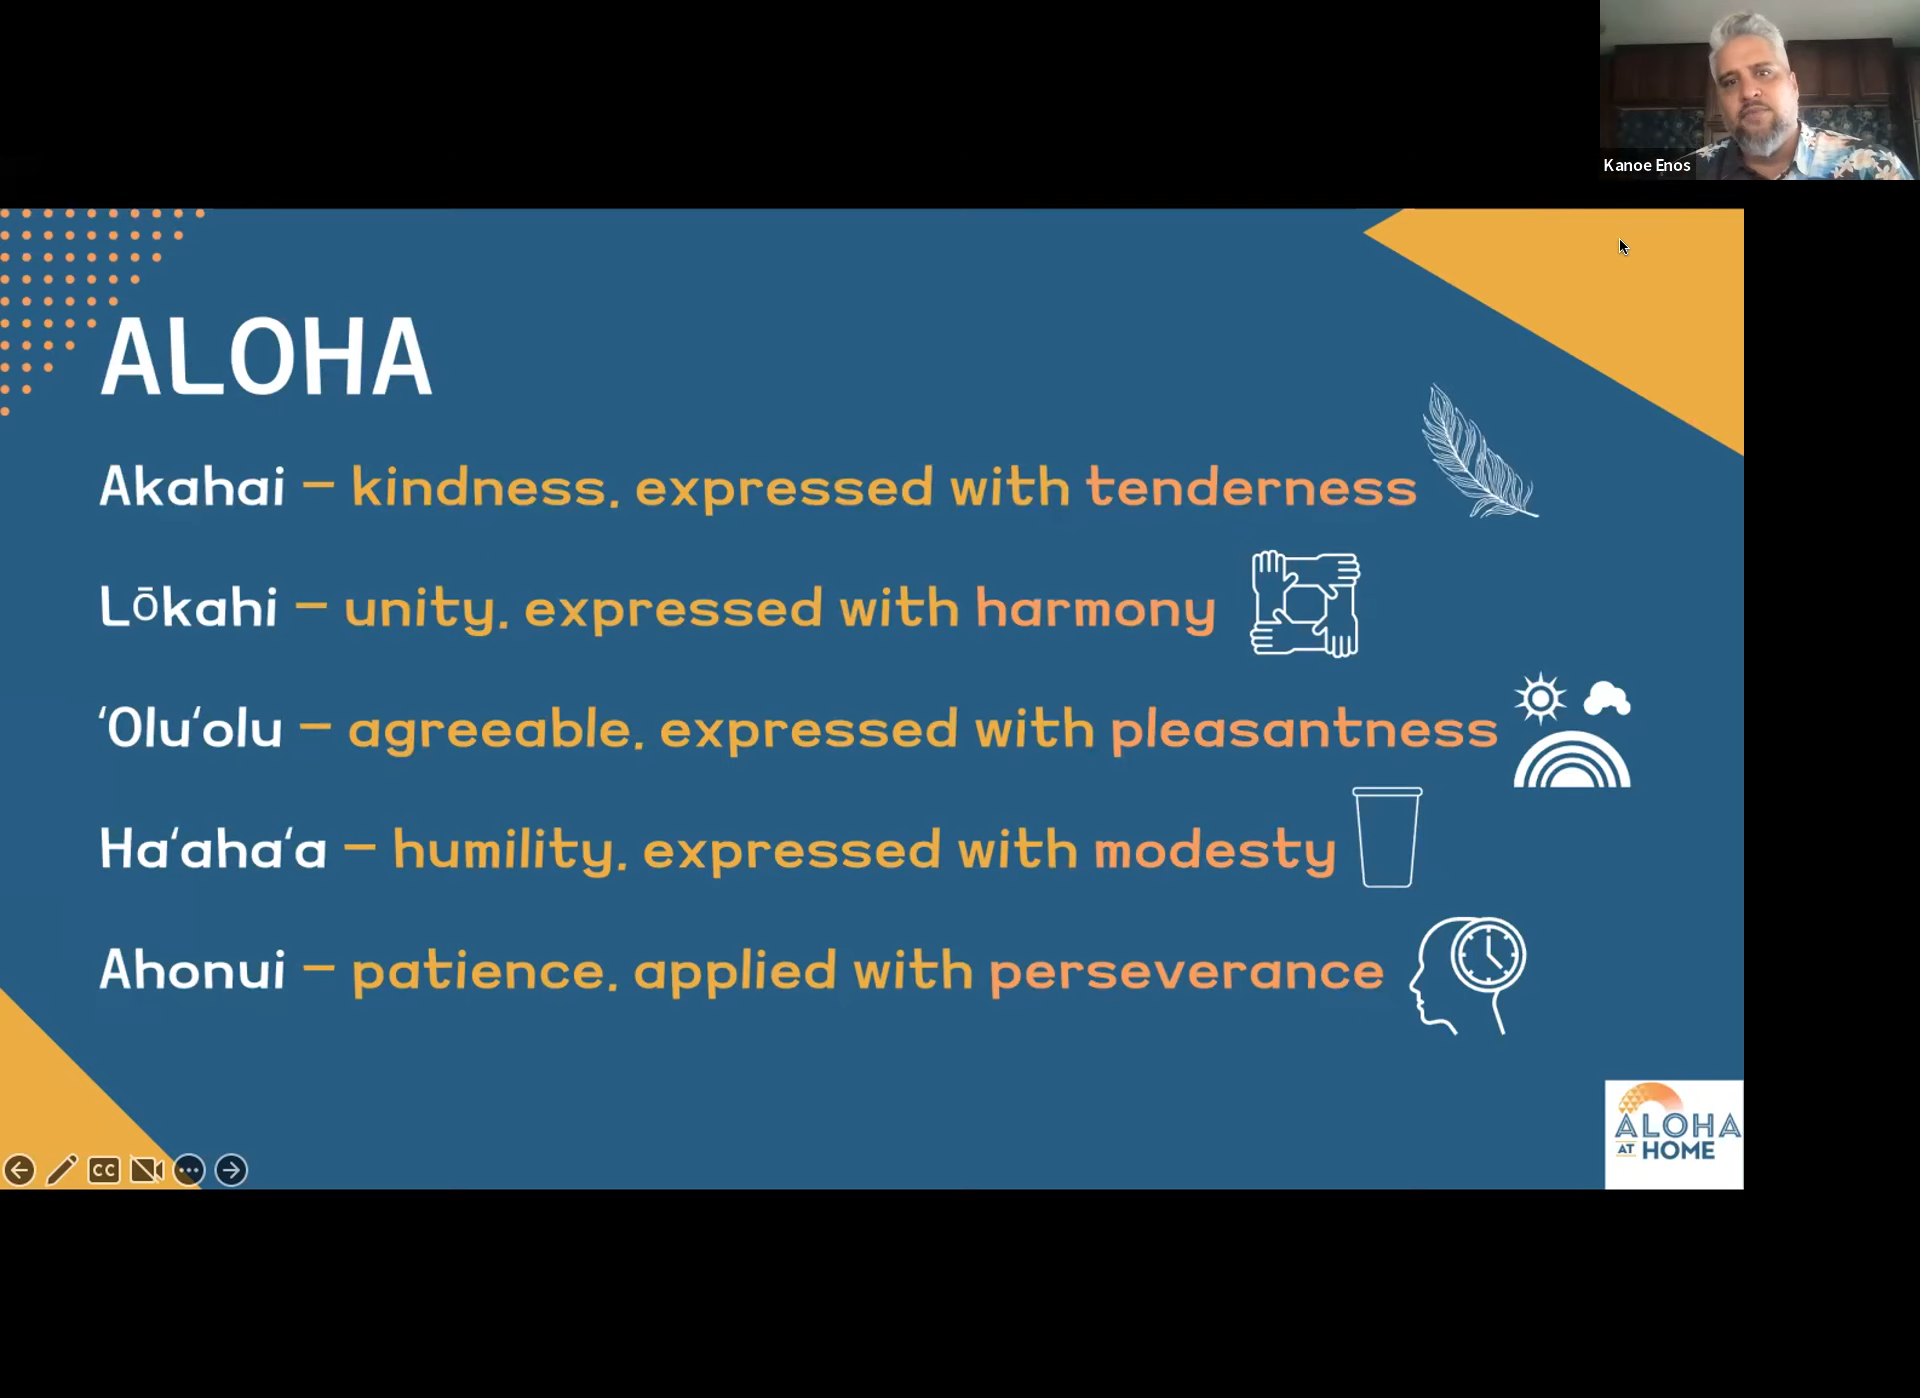 Kanoe Enos
ALOHA
Akahai – kindness, expressed with tenderness
Lōkahi – unity, expressed with harmony
ʻOluʻolu – agreeable, expressed with pleasantness
Haʻahaʻa – humility, expressed with modesty
Ahonui – patience, applied with perseverance
CC
ALOHA
AT HOME